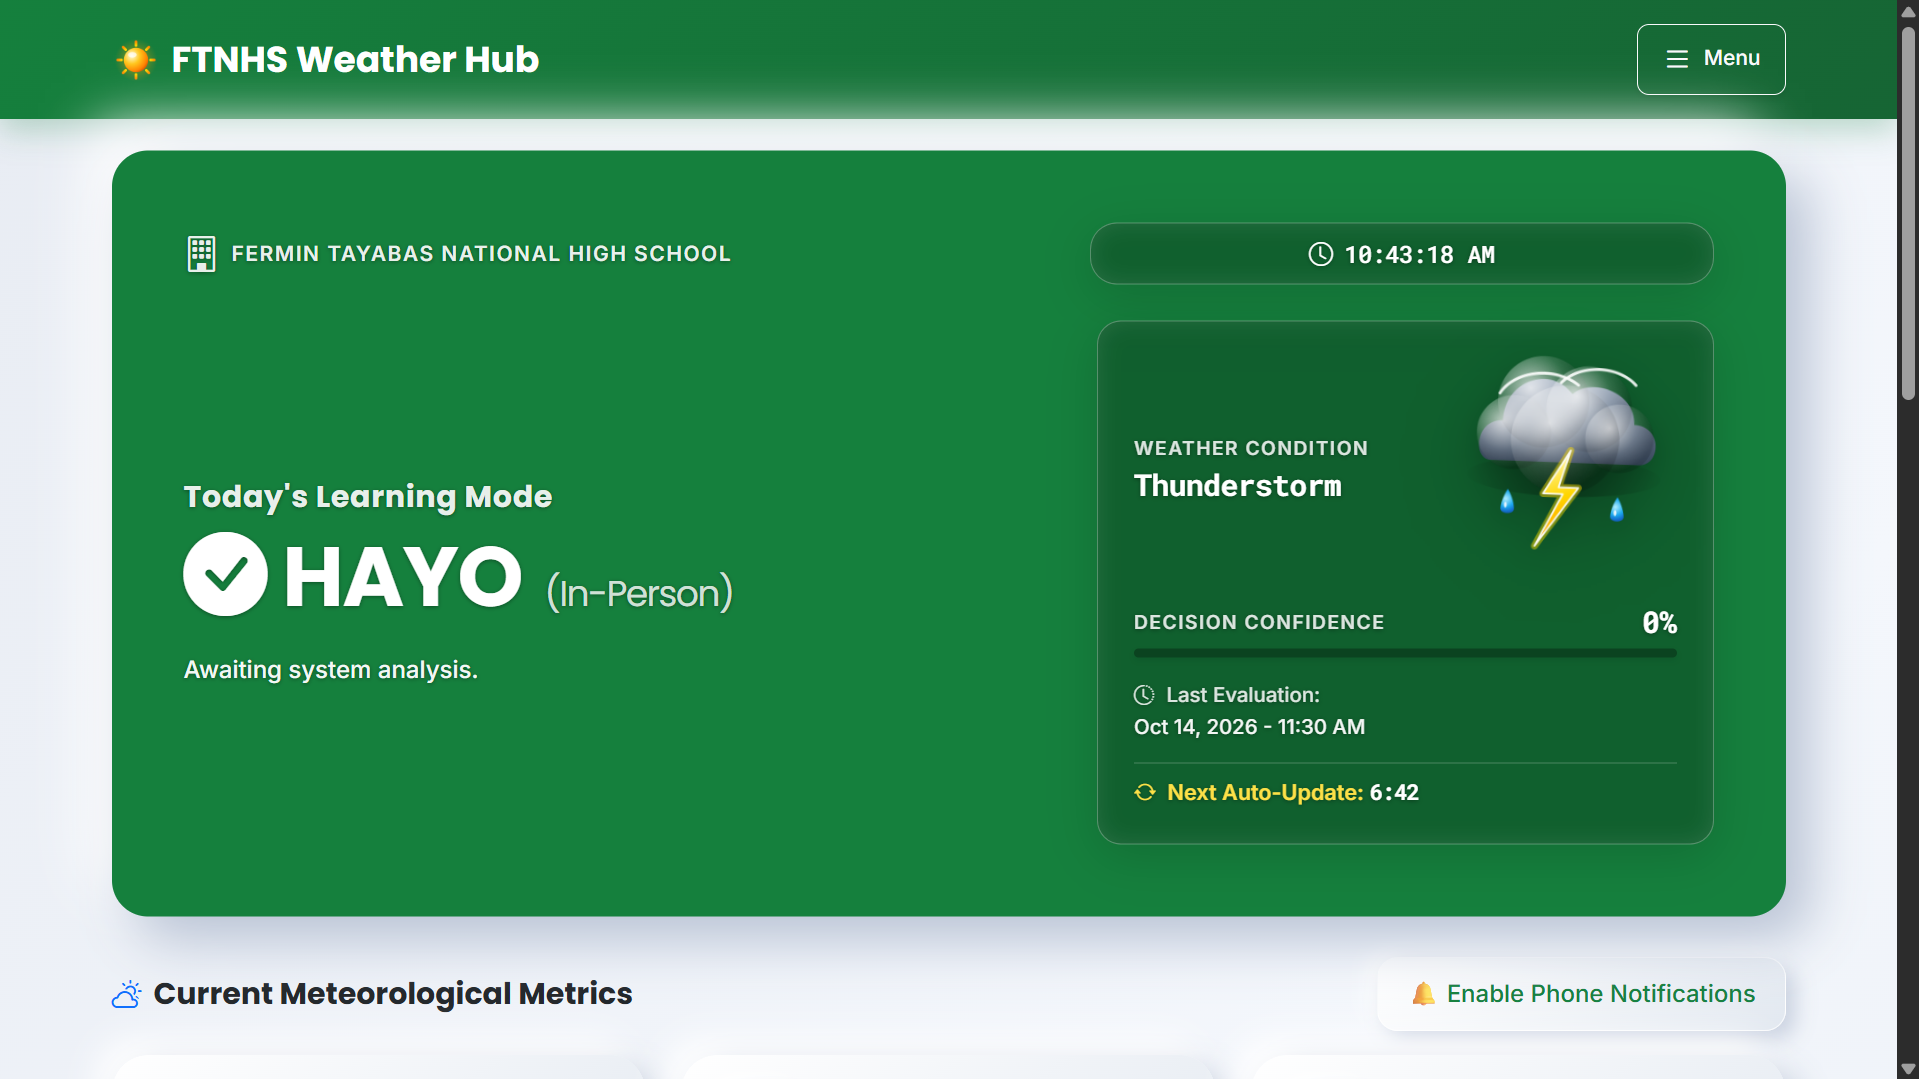 FTNHS Weather Hub
Menu
FERMIN TAYABAS NATIONAL HIGH SCHOOL
10:43:18 AM
Today's Learning Mode
HAYO (In-Person)
Awaiting system analysis.
WEATHER CONDITION
Thunderstorm
DECISION CONFIDENCE 0%
Last Evaluation:
Oct 14, 2026 - 11:30 AM
Next Auto-Update: 6:42
Current Meteorological Metrics
Enable Phone Notifications